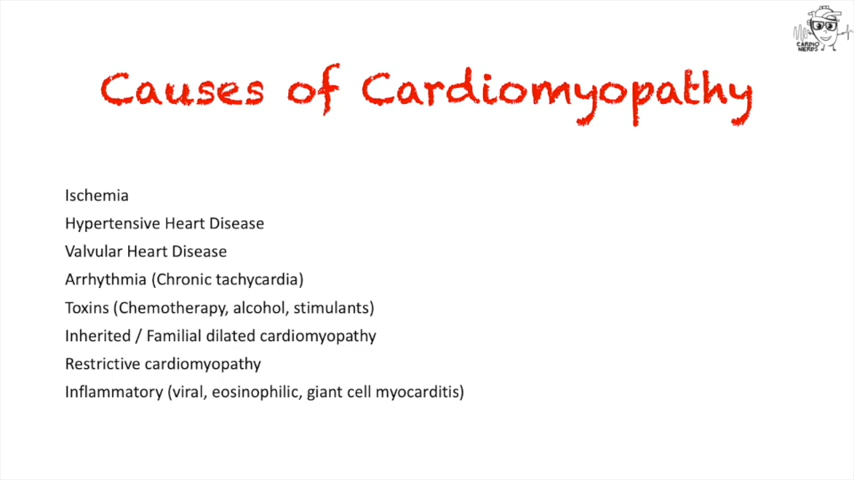 CARDIO
NERDS
Causes of Cardiomyopathy
Ischemia
Hypertensive Heart Disease
Valvular Heart Disease
Arrhythmia (Chronic tachycardia)
Toxins (Chemotherapy, alcohol, stimulants)
Inherited / Familial dilated cardiomyopathy
Restrictive cardiomyopathy
Inflammatory (viral, eosinophilic, giant cell myocarditis)